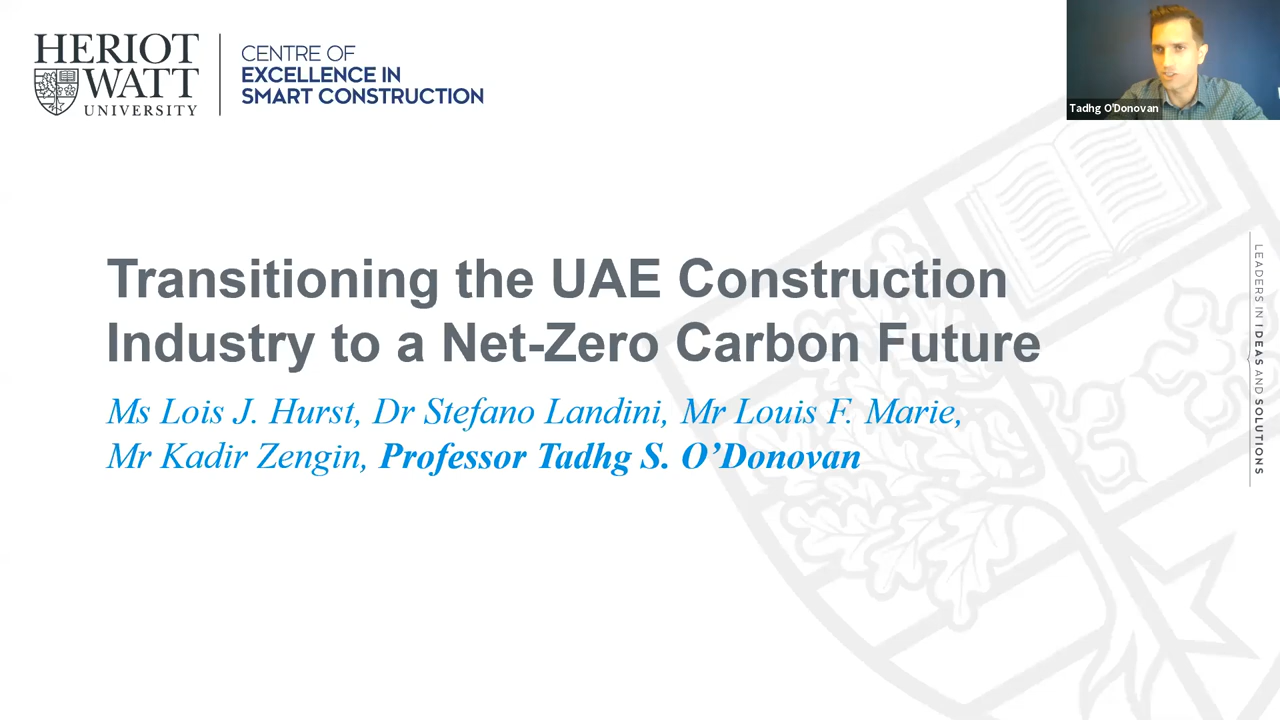 HERIOT
WATT
UNIVERSITY
CENTRE OF
EXCELLENCE IN
SMART CONSTRUCTION
Tadhg O'Donovan
Transitioning the UAE Construction
Industry to a Net-Zero Carbon Future
Ms Lois J. Hurst, Dr Stefano Landini, Mr Louis F. Marie,
Mr Kadir Zengin, Professor Tadhg S. O’Donovan
LEADERS IN IDEAS AND SOLUTIONS